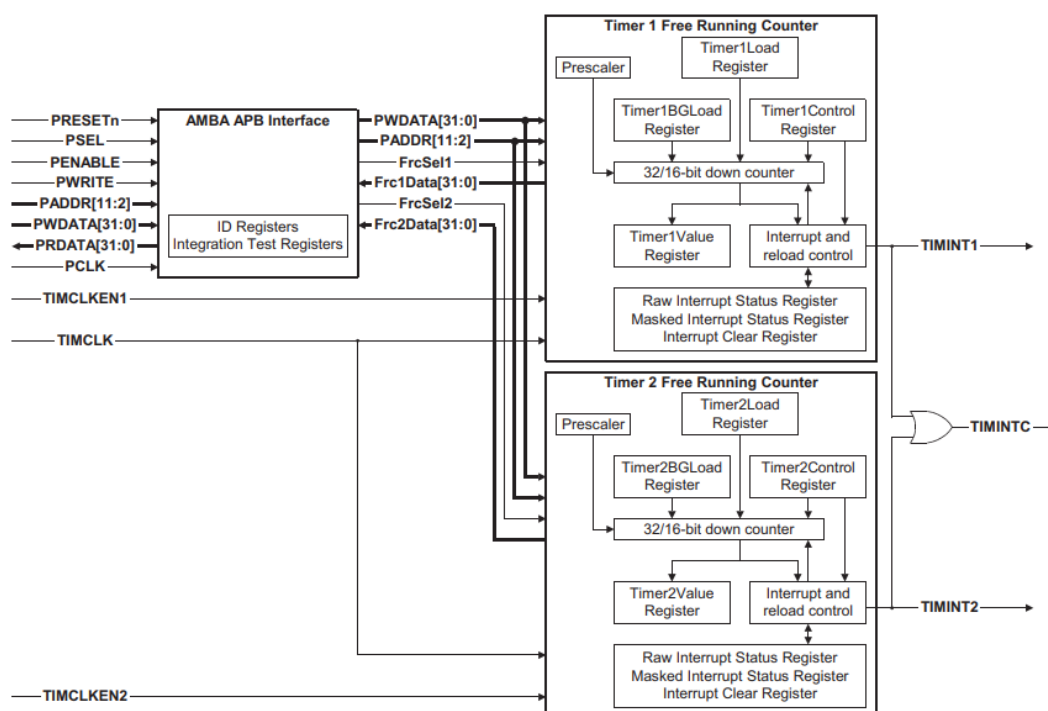 Timer 1 Free Running Counter
Timer1Load
Register
Prescaler
Timer1BGLoad
Register
Timer1Control
Register
32/16-bit down counter
Timer1Value
Register
Interrupt and
reload control
Raw Interrupt Status Register
Masked Interrupt Status Register
Interrupt Clear Register
PRESETn
PSEL
PENABLE
PWRITE
PADDR[11:2]
PWDATA[31:0]
PRDATA[31:0]
PCLK
AMBA APB Interface
ID Registers
Integration Test Registers
PWDATA[31:0]
PADDR[11:2]
FrcSel1
Frc1Data[31:0]
FrcSel2
Frc2Data[31:0]
TIMCLKEN1
TIMCLK
TIMINT1
Timer 2 Free Running Counter
Timer2Load
Register
Prescaler
Timer2BGLoad
Register
Timer2Control
Register
32/16-bit down counter
Timer2Value
Register
Interrupt and
reload control
Raw Interrupt Status Register
Masked Interrupt Status Register
Interrupt Clear Register
TIMINTC
TIMINT2
TIMCLKEN2